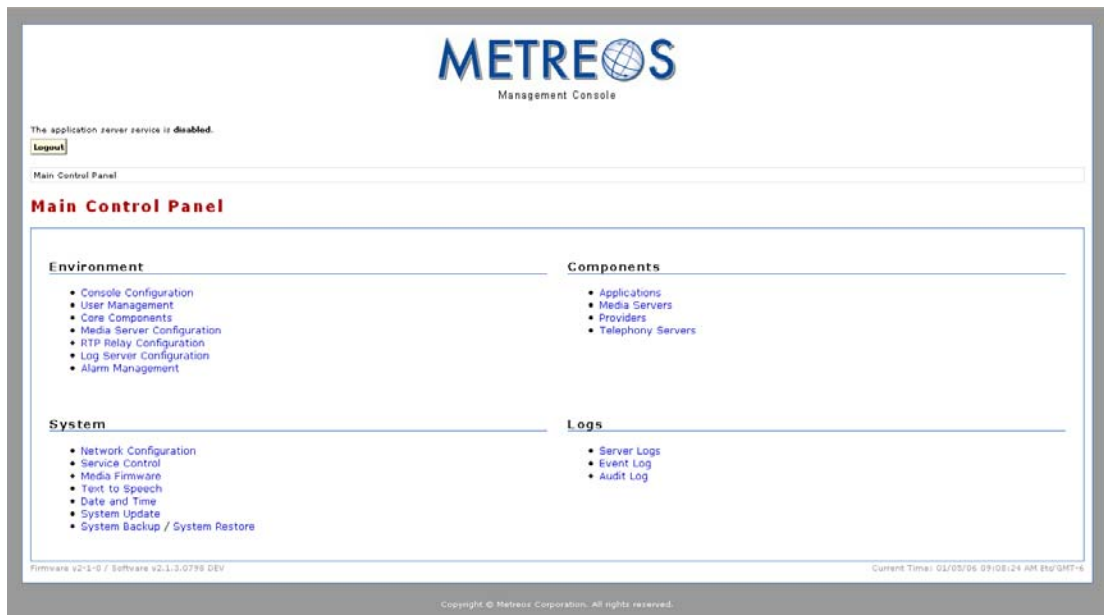 METREOS
Management Console
The application server service is disabled.
Logout
Main Control Panel
Main Control Panel
Environment
• Console Configuration
• User Management
• Core Components
• Media Server Configuration
• RTP Relay Configuration
• Log Server Configuration
• Alarm Management
Components
• Applications
• Media Servers
• Providers
• Telephony Servers
System
• Network Configuration
• Service Control
• Media Firmware
• Text to Speech
• Date and Time
• System Update
• System Backup / System Restore
Logs
• Server Logs
• Event Log
• Audit Log
Firmware v2-1-0 / Software v2.1.3.0798 DEV
Current Time: 01/05/06 09:08:24 AM Etc/GMT-6
Copyright © Metreos Corporation. All rights reserved.